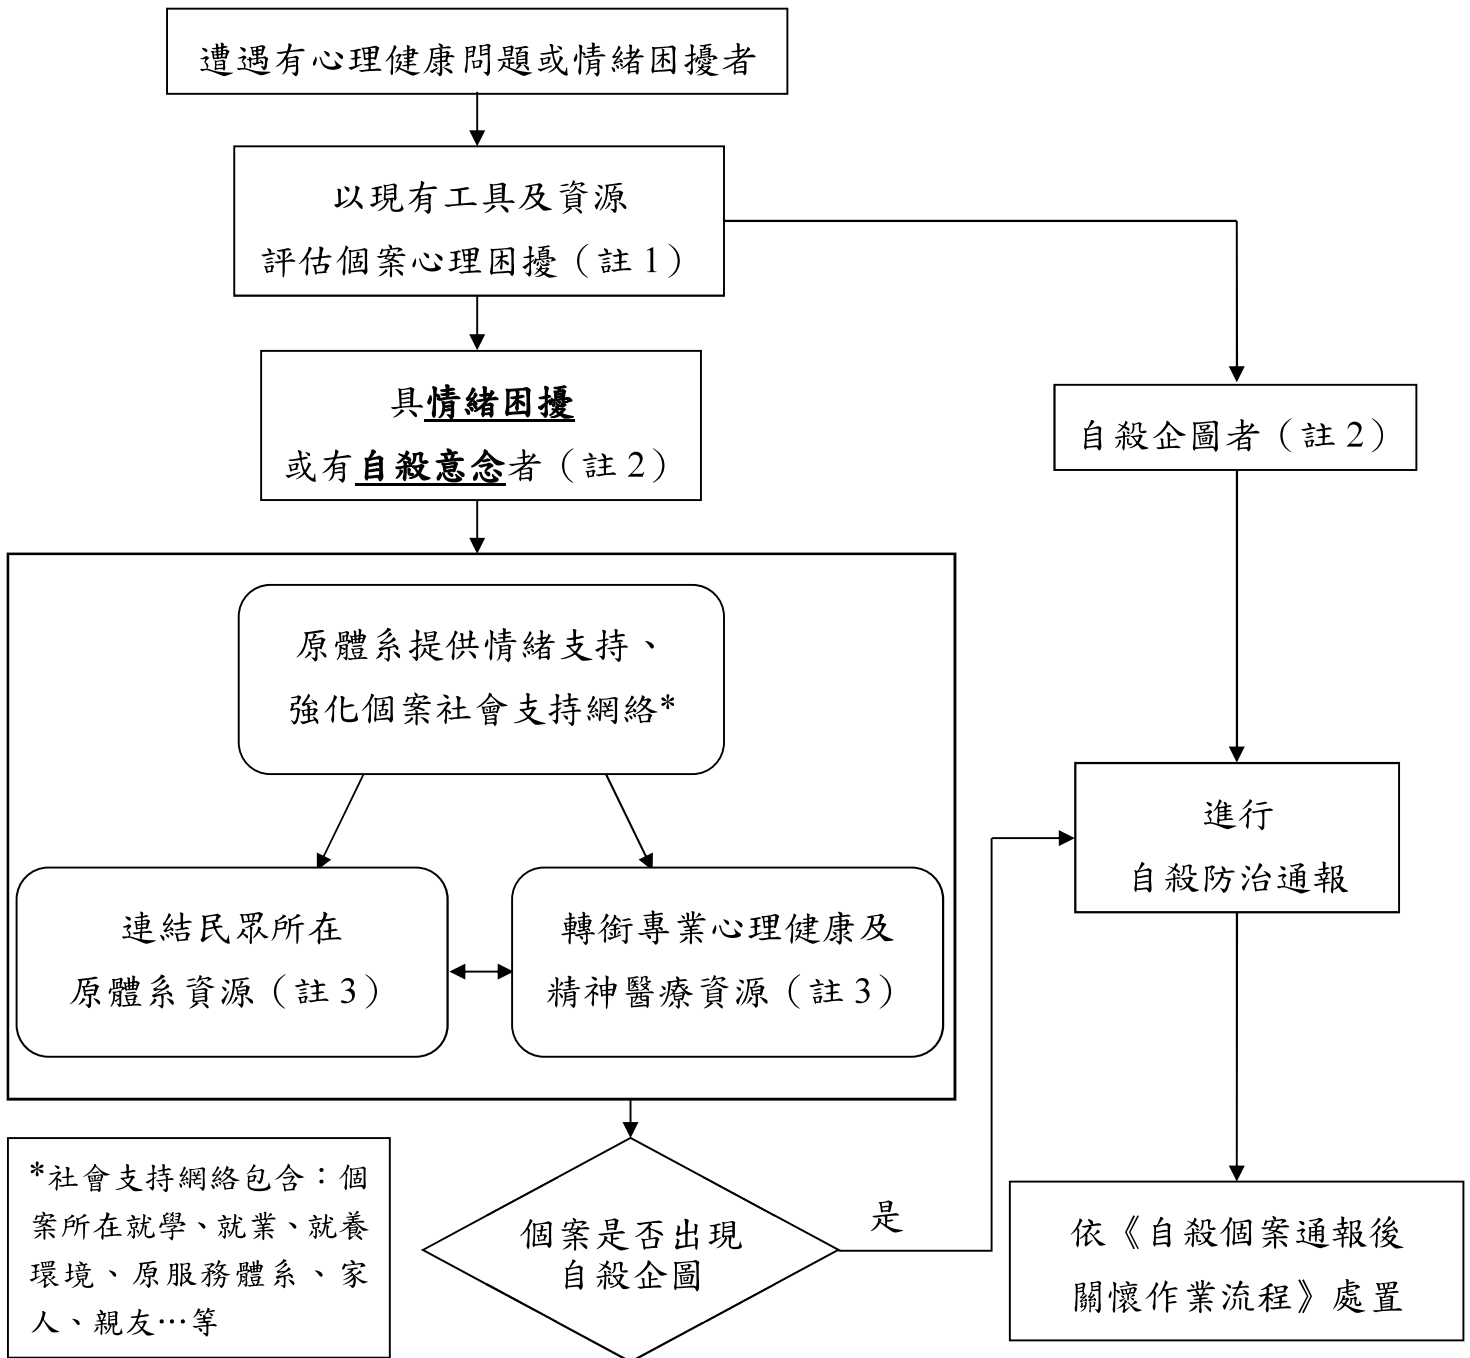 遭遇有心理健康問題或情緒困擾者
以現有工具及資源
評估個案心理困擾（註 1）
具情緒困擾
或有自殺意念者（註 2）
自殺企圖者（註 2）
原體系提供情緒支持、
強化個案社會支持網絡*
連結民眾所在
原體系資源（註 3）
轉銜專業心理健康及
精神醫療資源（註 3）
進行
自殺防治通報
*社會支持網絡包含：個
案所在就學、就業、就養
環境、原服務體系、家
人、親友…等
個案是否出現
自殺企圖
是
依《自殺個案通報後
關懷作業流程》處置